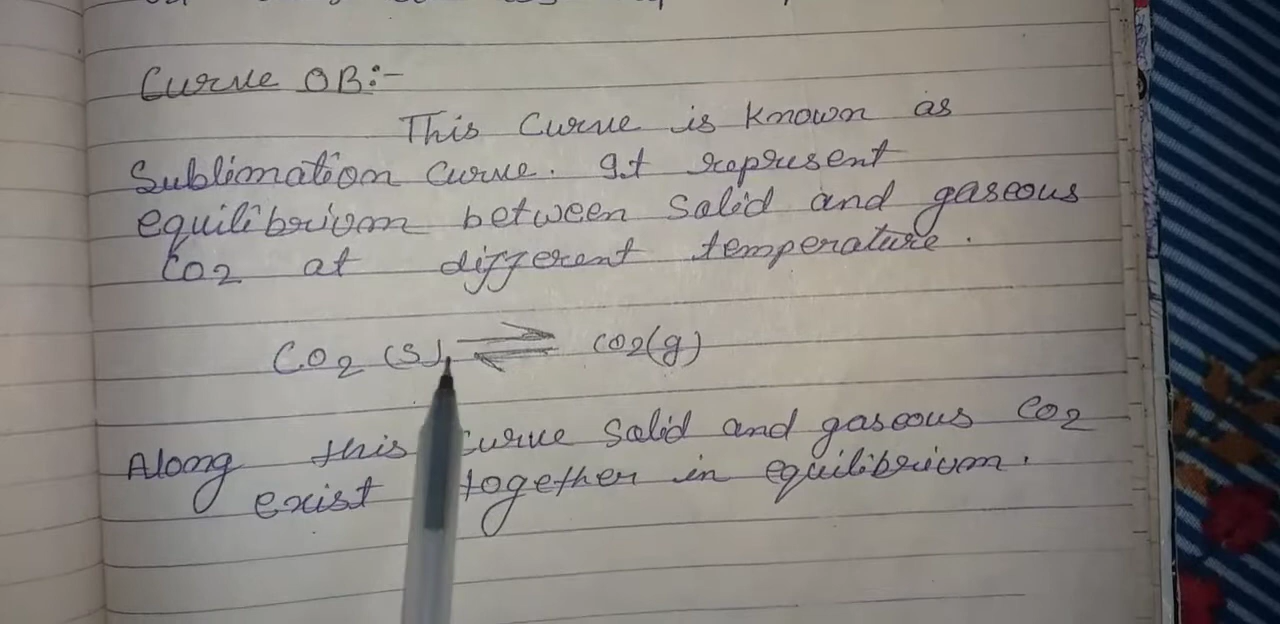 Curve OB:-
This Curve is known as
Sublimation Curve. It represent
equilibrium between Solid and gaseous
CO2 at different temperature.
CO2 (S) ⇌ CO2(g)
Along this curve Solid and gaseous CO2
exist together in equilibrium.